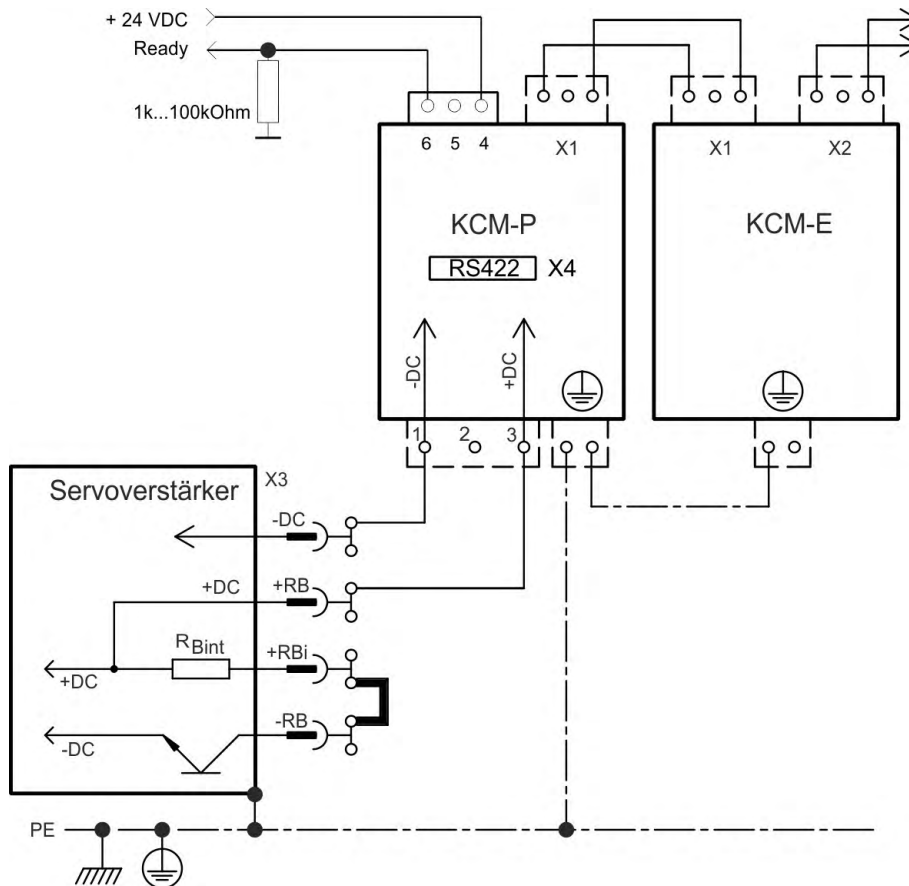 + 24 VDC
Ready
1k...100kOhm
6 5 4
X1
X1
X2
KCM-P
KCM-E
RS422
X4
-DC
+DC
1
2
3
Servoverstärker
X3
-DC
+DC
+RB
RBint
+RBi
+DC
-RB
-DC
PE